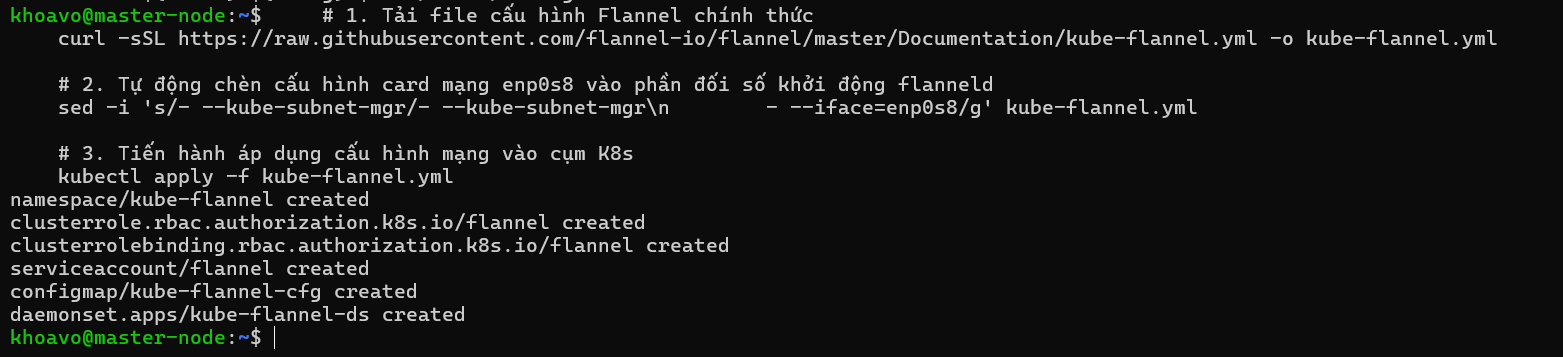 khoavo@master-node:~$     # 1. Tải file cấu hình Flannel chính thức
    curl -sSL https://raw.githubusercontent.com/flannel-io/flannel/master/Documentation/kube-flannel.yml -o kube-flannel.yml
    # 2. Tự động chèn cấu hình card mạng enp0s8 vào phần đối số khởi động flanneld
    sed -i 's/- --kube-subnet-mgr/- --kube-subnet-mgr\n        - --iface=enp0s8/g' kube-flannel.yml
    # 3. Tiến hành áp dụng cấu hình mạng vào cụm K8s
    kubectl apply -f kube-flannel.yml
namespace/kube-flannel created
clusterrole.rbac.authorization.k8s.io/flannel created
clusterrolebinding.rbac.authorization.k8s.io/flannel created
serviceaccount/flannel created
configmap/kube-flannel-cfg created
daemonset.apps/kube-flannel-ds created
khoavo@master-node:~$